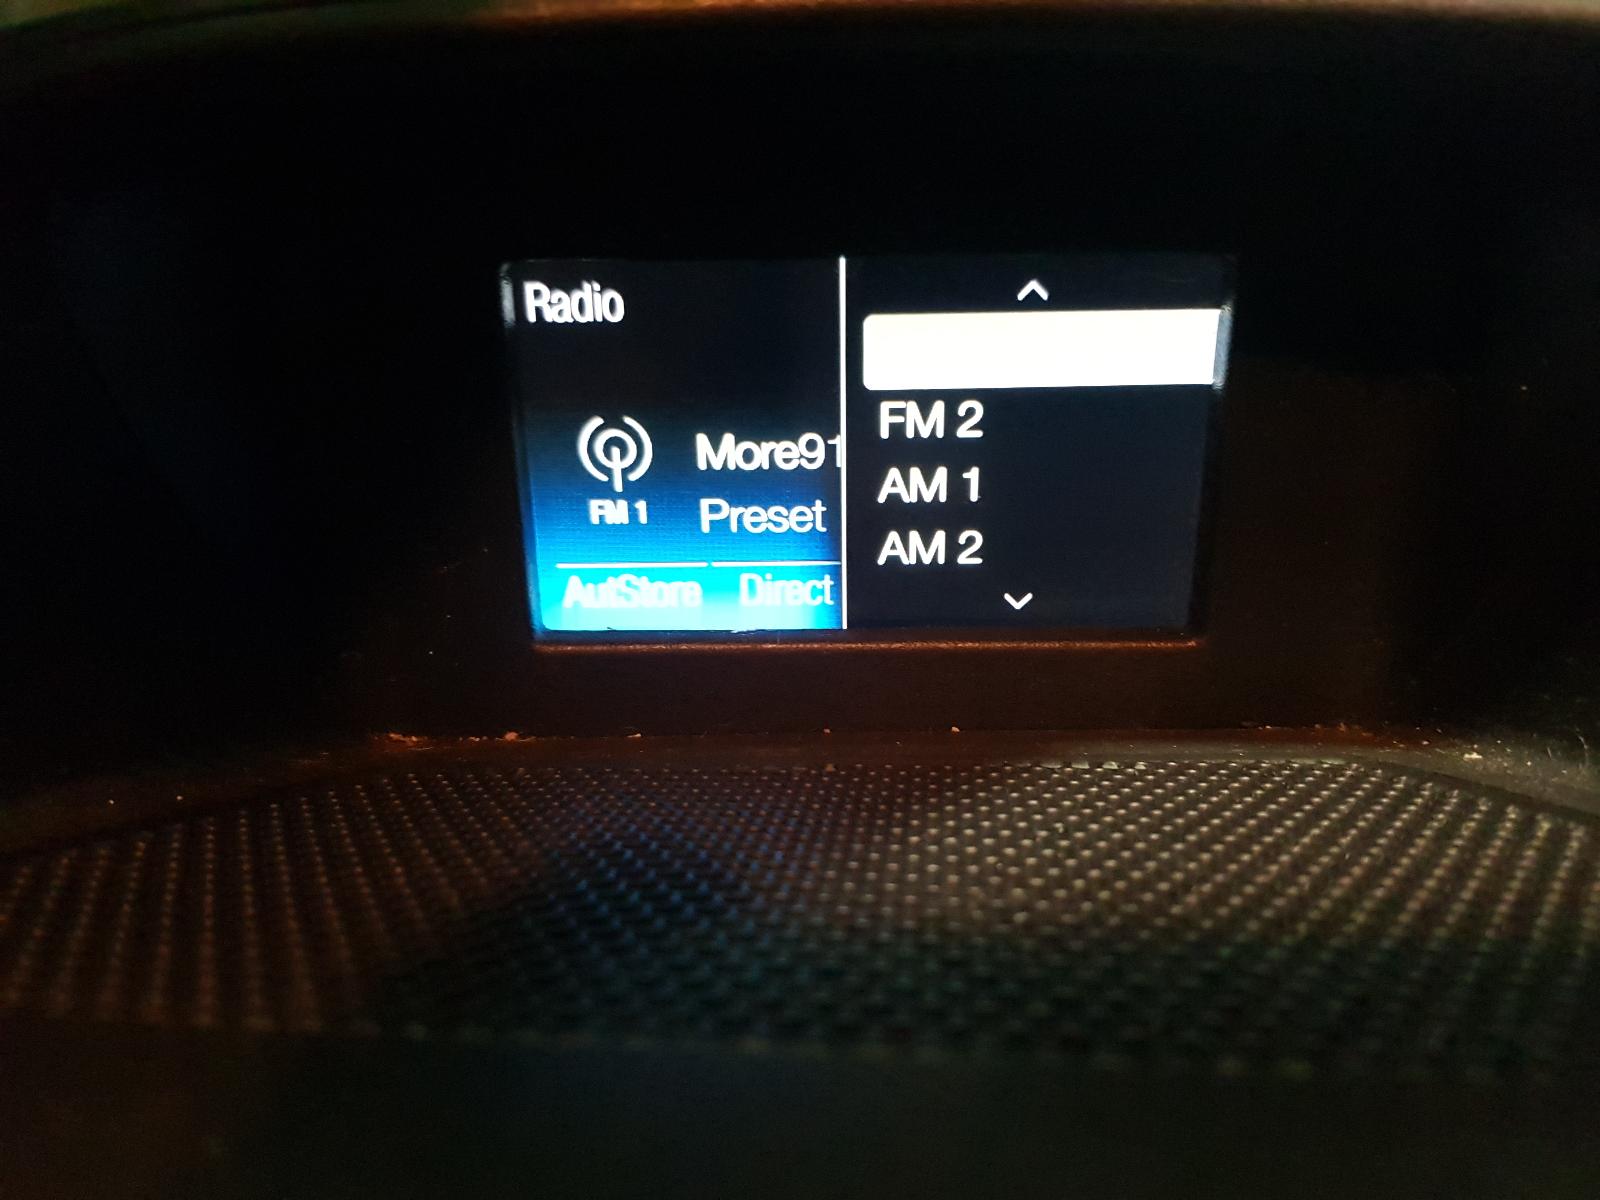 Radio
More91
FM 1
Preset
AutStore Direct
FM 2
AM 1
AM 2